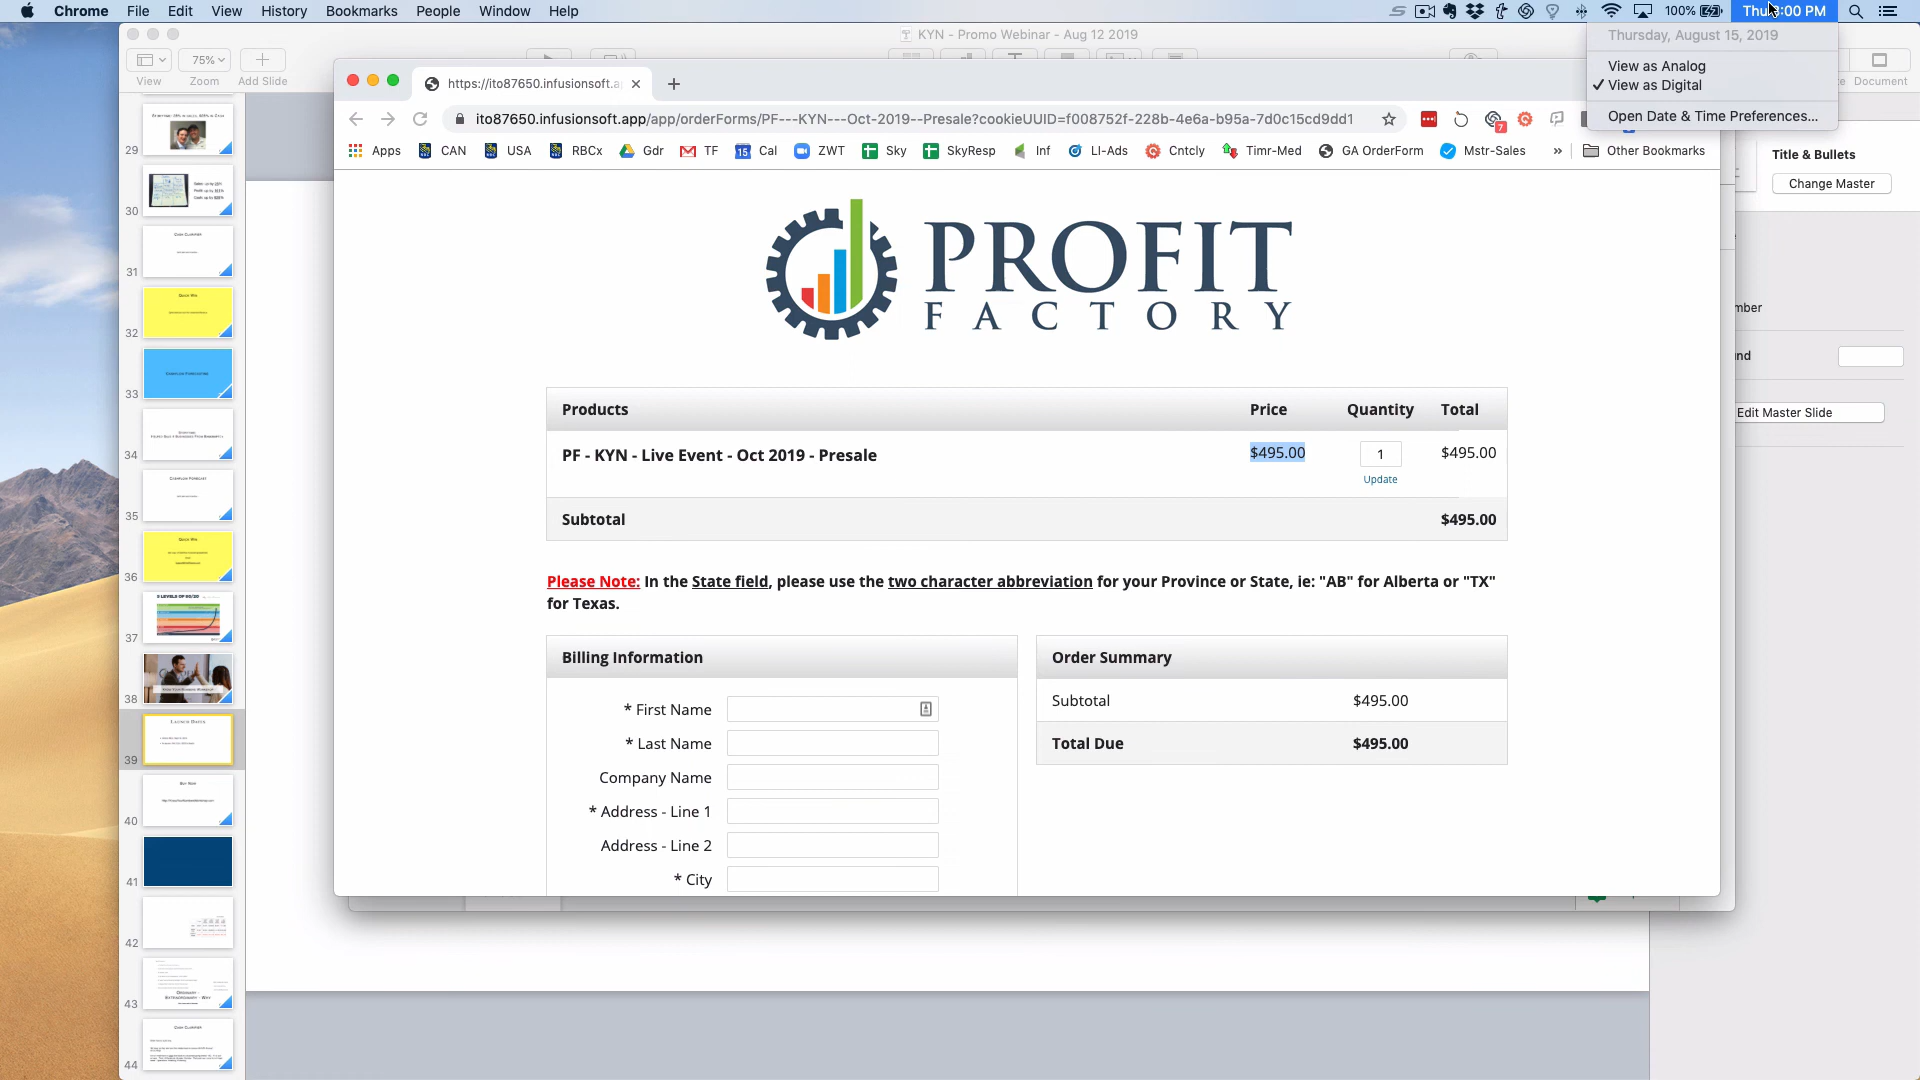 Chrome File Edit View History Bookmarks People Window Help
100%
Thursday, August 15, 2019
View as Analog
✓ View as Digital
Open Date & Time Preferences...
KYN - Promo Webinar - Aug 12 2019
75%
View Zoom Add Slide
Document
https://ito87650.infusionsoft.a
ito87650.infusionsoft.app/app/orderForms/PF---KYN---Oct-2019--Presale?cookieUUID=f008752f-228b-4e6a-b95a-7d0c15cd9dd1
Apps CAN USA RBCx Gdr TF Cal ZWT Sky SkyResp Inf LI-Ads Cntcly Timr-Med GA OrderForm Mstr-Sales » Other Bookmarks
Title & Bullets
Change Master
Edit Master Slide
PROFIT
FACTORY
Products Price Quantity Total
PF - KYN - Live Event - Oct 2019 - Presale $495.00 1 $495.00
Update
Subtotal $495.00
Please Note: In the State field, please use the two character abbreviation for your Province or State, ie: "AB" for Alberta or "TX"
for Texas.
Billing Information
* First Name
* Last Name
Company Name
* Address - Line 1
Address - Line 2
* City
Order Summary
Subtotal $495.00
Total Due $495.00
29
30
31
32
33
34
35
36
37
38
39
40
41
42
43
44